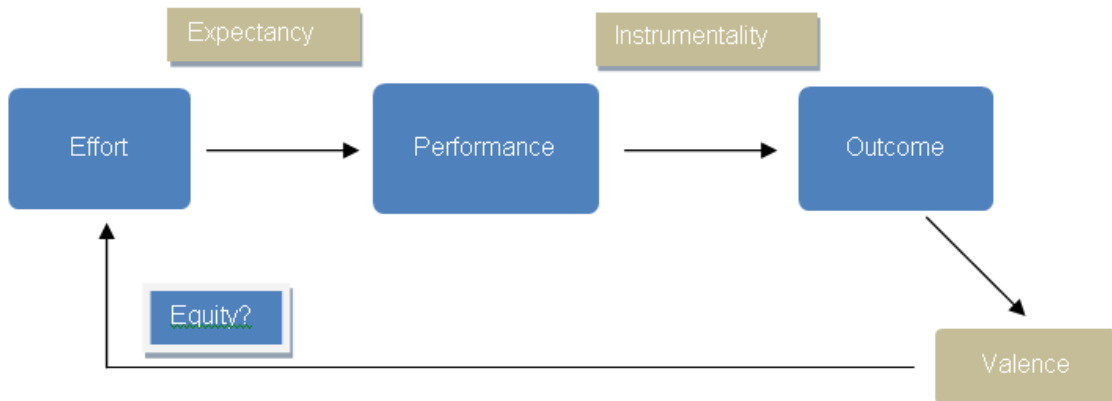 Expectancy
Instrumentality
Effort
Performance
Outcome
Equity?
Valence